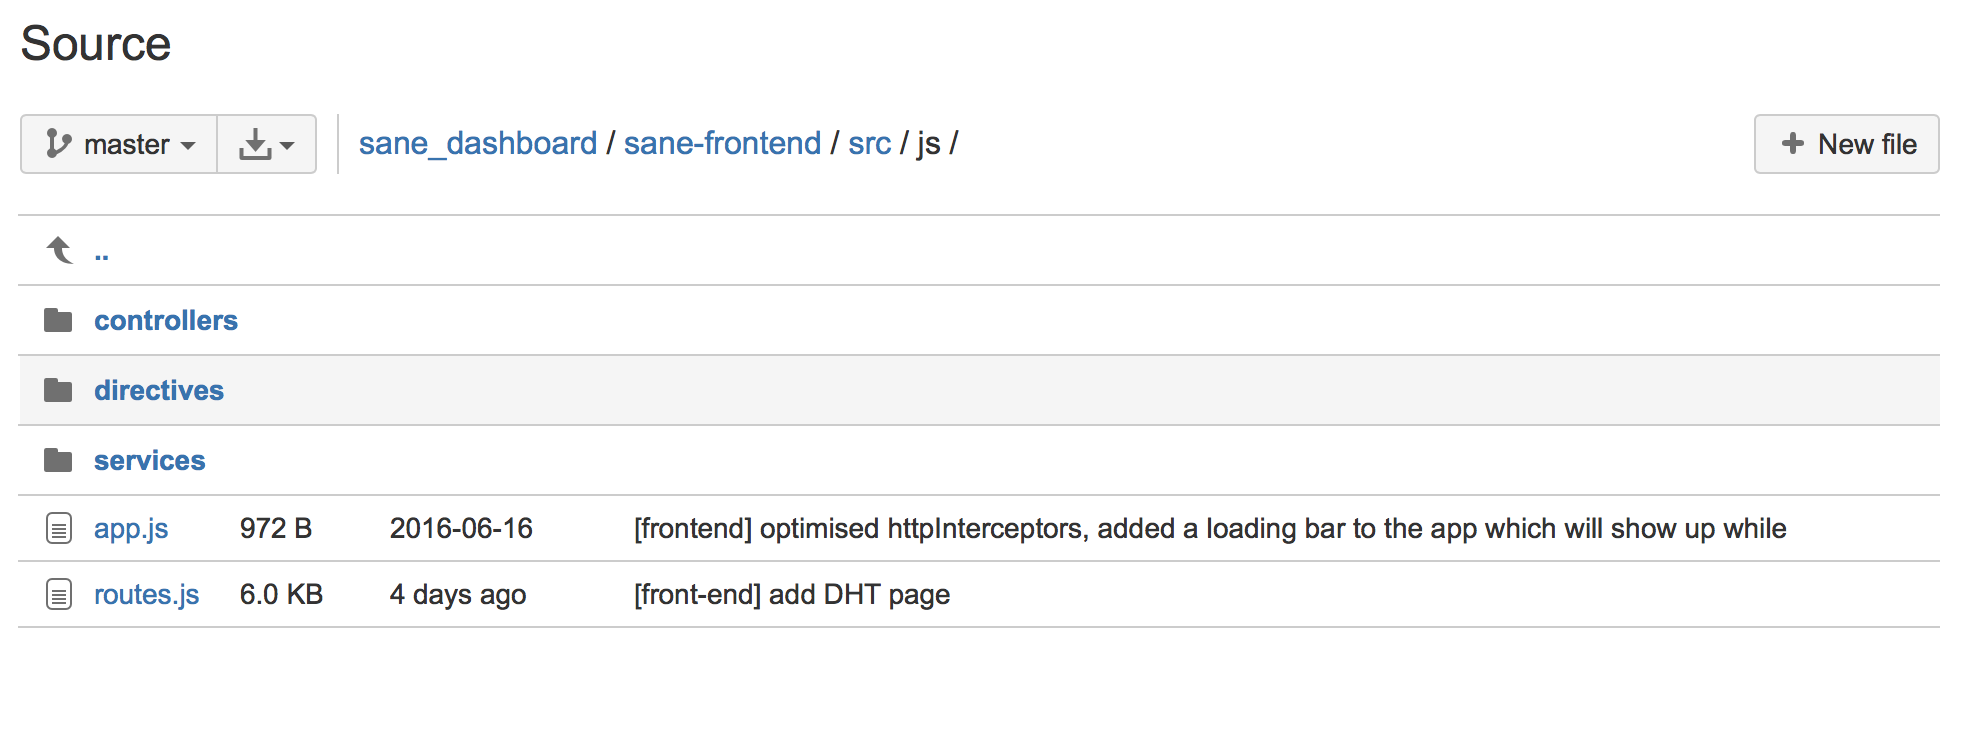 Source
master
sane_dashboard / sane-frontend / src / js /
New file
..
controllers
directives
services
app.js 972 B 2016-06-16 [frontend] optimised httpInterceptors, added a loading bar to the app which will show up while
routes.js 6.0 KB 4 days ago [front-end] add DHT page